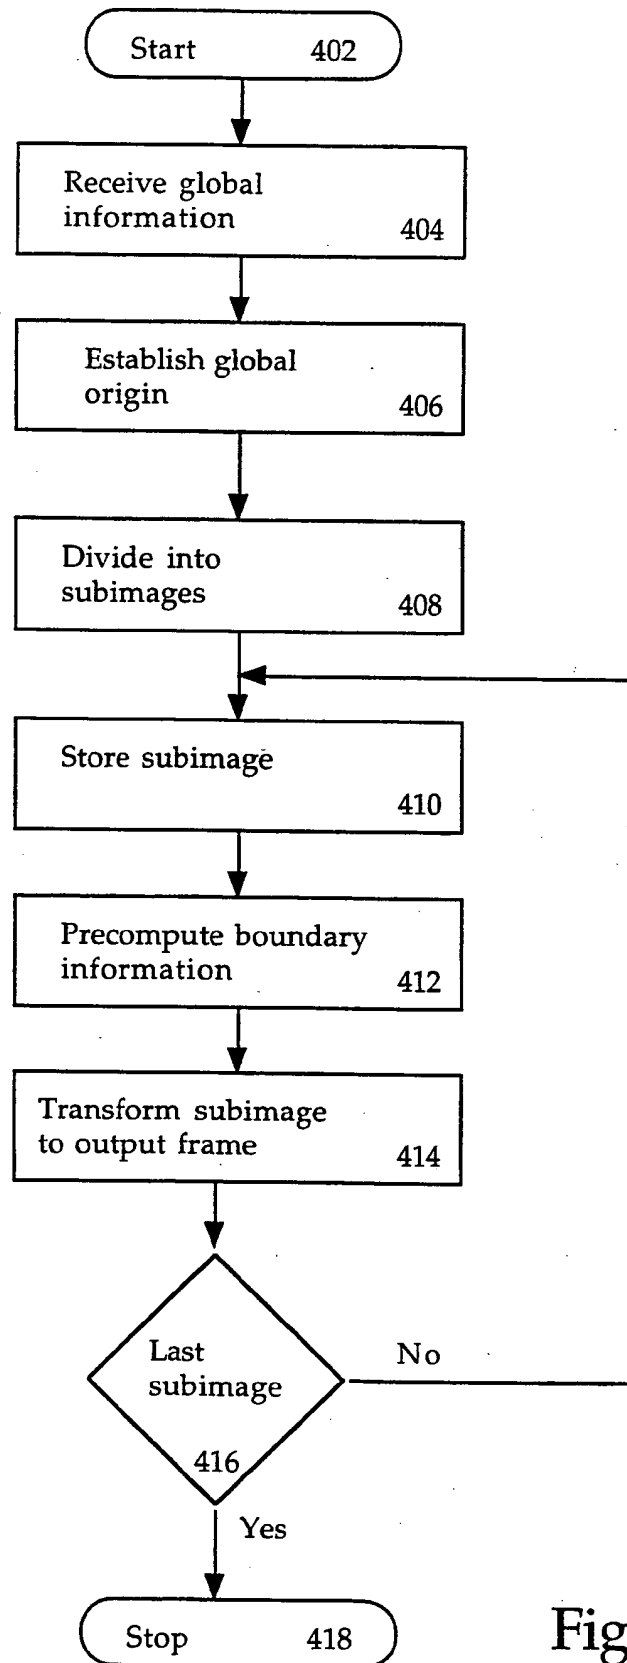 Start 402
Receive global
information 404
Establish global
origin 406
Divide into
subimages 408
Store subimage
410
Precompute boundary
information 412
Transform subimage
to output frame 414
Last
subimage
No
416
Yes
Stop 418
Fig